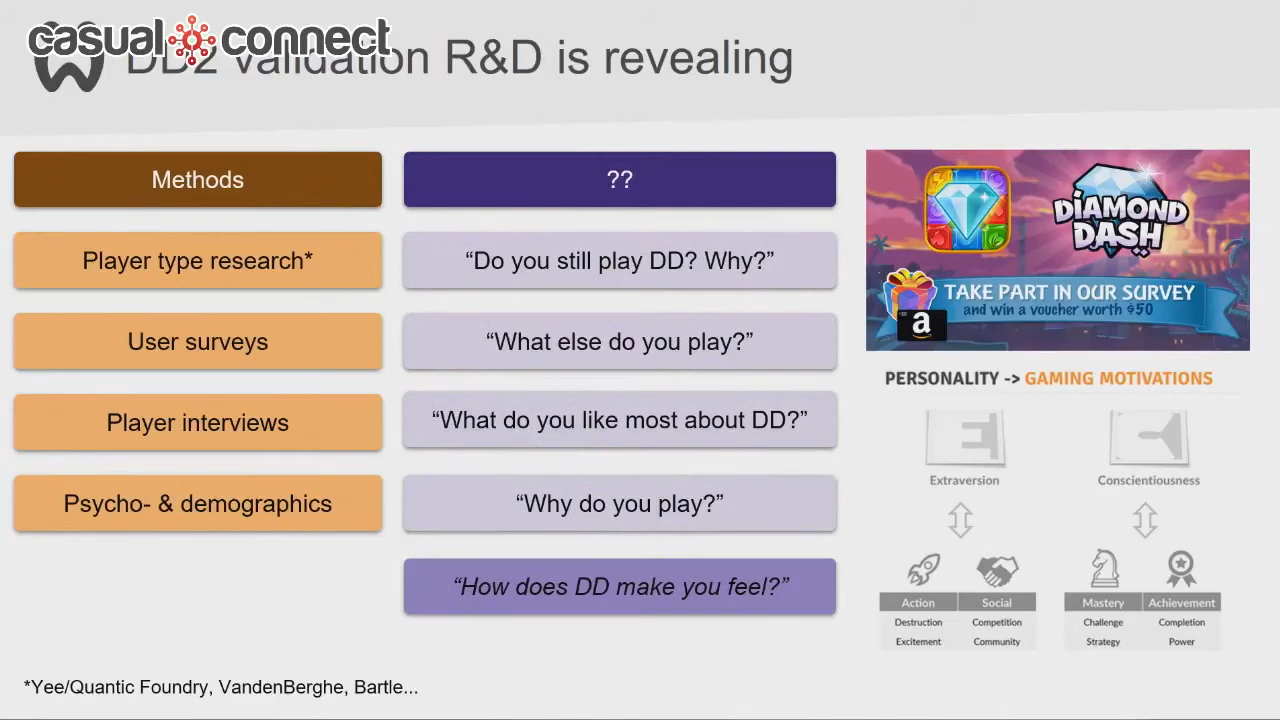 casual connect
DD2 validation R&D is revealing
Methods
??
Player type research*
“Do you still play DD? Why?”
User surveys
“What else do you play?”
Player interviews
“What do you like most about DD?”
Psycho- & demographics
“Why do you play?”
“How does DD make you feel?”
*Yee/Quantic Foundry, VandenBerghe, Bartle...
DiAMOND
DASH
TAKE PART IN OUR SURVEY
and win a voucher worth $50
a
PERSONALITY -> GAMING MOTIVATIONS
E
Extraversion
Conscientiousness
Action
Social
Destruction
Competition
Excitement
Community
Mastery
Achievement
Challenge
Completion
Strategy
Power